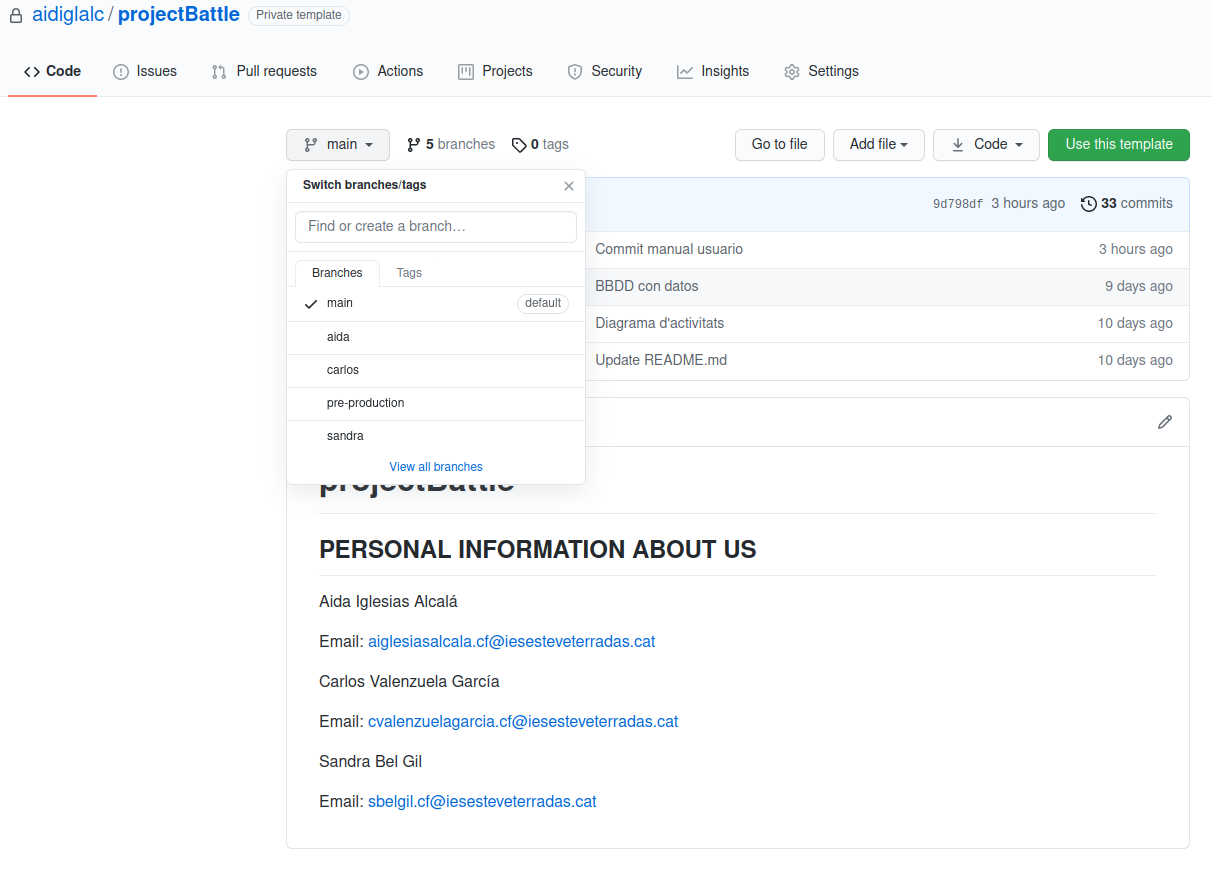 aidiglalc / projectBattle Private template
Code Issues Pull requests Actions Projects Security Insights Settings
main 5 branches 0 tags Go to file Add file Code Use this template
Switch branches/tags
Find or create a branch…
Branches Tags
main default
aida
carlos
pre-production
sandra
View all branches
9d798df 3 hours ago 33 commits
Commit manual usuario 3 hours ago
BBDD con datos 9 days ago
Diagrama d'activitats 10 days ago
Update README.md 10 days ago
projectBattle
PERSONAL INFORMATION ABOUT US
Aida Iglesias Alcalá
Email: aiglesiasalcala.cf@iesesteveterradas.cat
Carlos Valenzuela García
Email: cvalenzuelagarcia.cf@iesesteveterradas.cat
Sandra Bel Gil
Email: sbelgil.cf@iesesteveterradas.cat